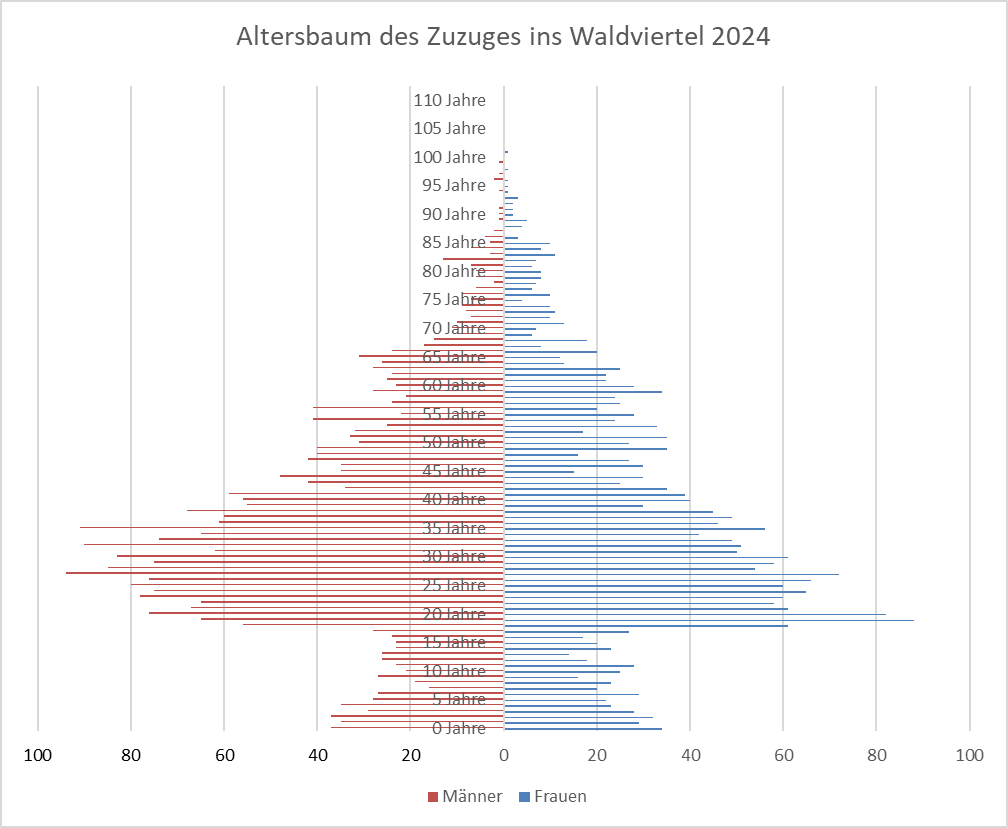 Altersbaum des Zuzuges ins Waldviertel 2024
110 Jahre
105 Jahre
100 Jahre
95 Jahre
90 Jahre
85 Jahre
80 Jahre
75 Jahre
70 Jahre
65 Jahre
60 Jahre
55 Jahre
50 Jahre
45 Jahre
40 Jahre
35 Jahre
30 Jahre
25 Jahre
20 Jahre
15 Jahre
10 Jahre
5 Jahre
0 Jahre
100 80 60 40 20 0 20 40 60 80 100
Männer Frauen